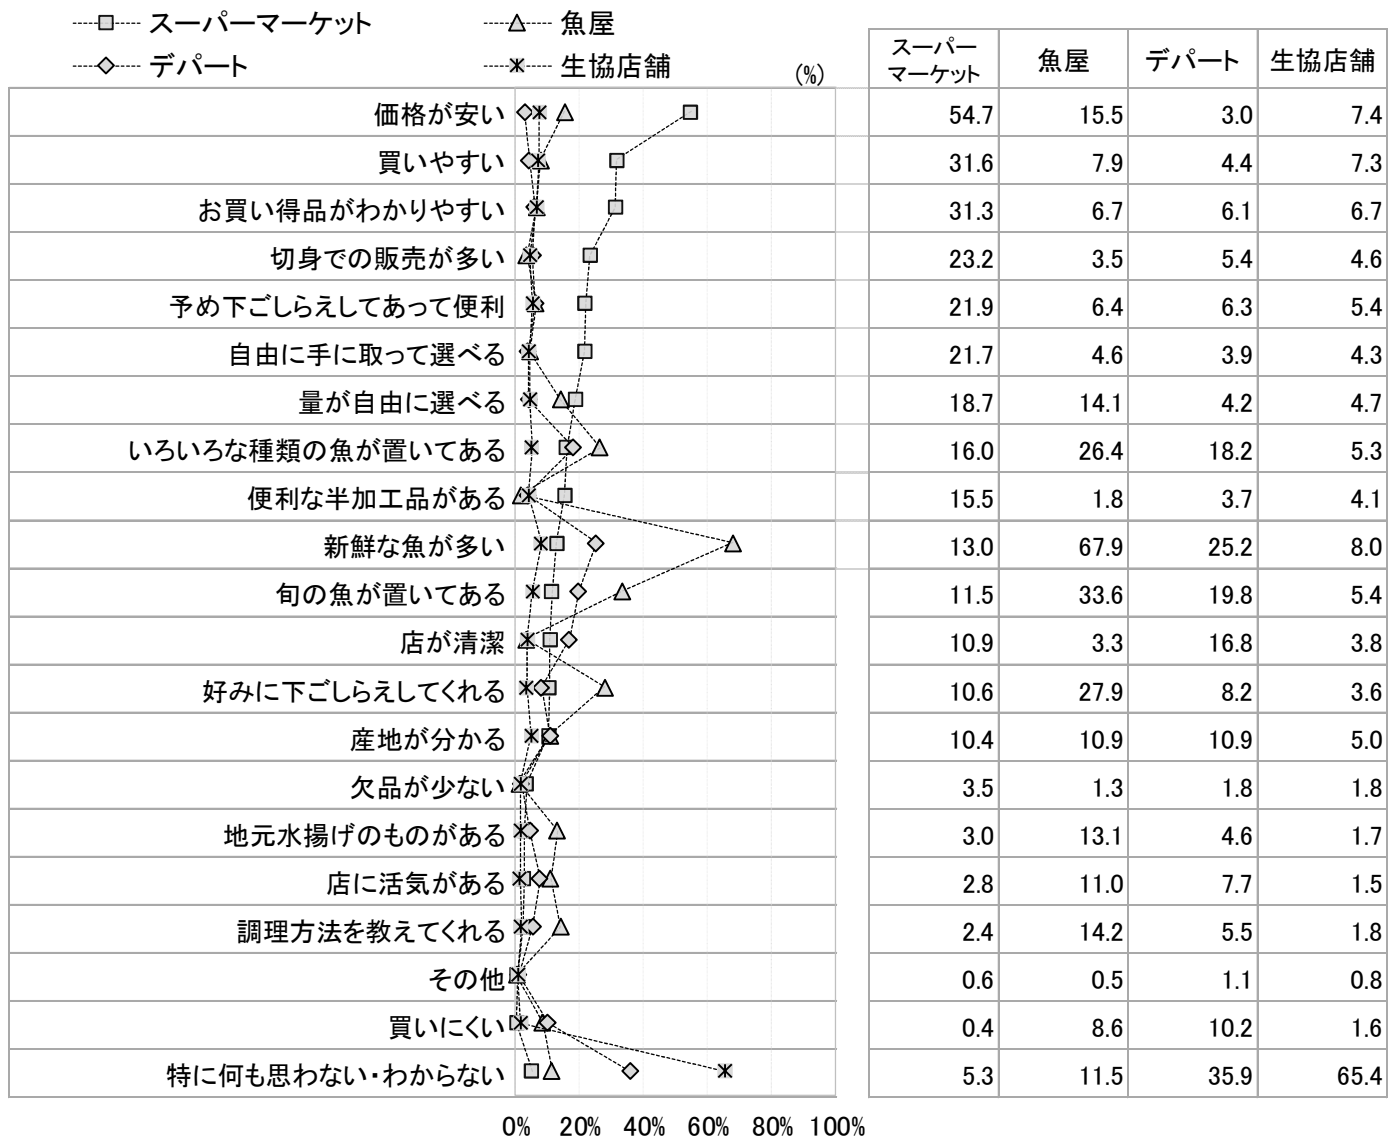 スーパーマーケット 魚屋
デパート 生協店舗
(%)
スーパー
マーケット 魚屋 デパート 生協店舗
価格が安い 54.7 15.5 3.0 7.4
買いやすい 31.6 7.9 4.4 7.3
お買い得品がわかりやすい 31.3 6.7 6.1 6.7
切身での販売が多い 23.2 3.5 5.4 4.6
予め下ごしらえしてあって便利 21.9 6.4 6.3 5.4
自由に手に取って選べる 21.7 4.6 3.9 4.3
量が自由に選べる 18.7 14.1 4.2 4.7
いろいろな種類の魚が置いてある 16.0 26.4 18.2 5.3
便利な半加工品がある 15.5 1.8 3.7 4.1
新鮮な魚が多い 13.0 67.9 25.2 8.0
旬の魚が置いてある 11.5 33.6 19.8 5.4
店が清潔 10.9 3.3 16.8 3.8
好みに下ごしらえしてくれる 10.6 27.9 8.2 3.6
産地が分かる 10.4 10.9 10.9 5.0
欠品が少ない 3.5 1.3 1.8 1.8
地元水揚げのものがある 3.0 13.1 4.6 1.7
店に活気がある 2.8 11.0 7.7 1.5
調理方法を教えてくれる 2.4 14.2 5.5 1.8
その他 0.6 0.5 1.1 0.8
買いにくい 0.4 8.6 10.2 1.6
特に何も思わない・わからない 5.3 11.5 35.9 65.4
0% 20% 40% 60% 80% 100%